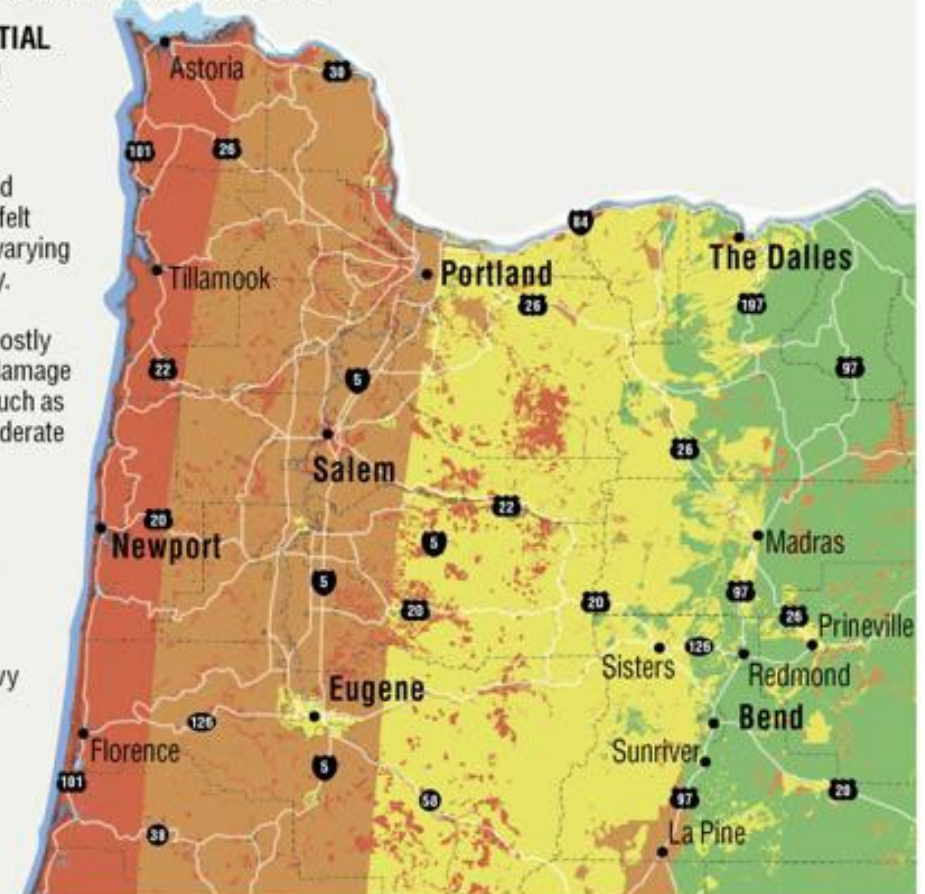 TIAL
Astoria
30
101
26
d
felt
varying
y.
84
The Dalles
Tillamook
Portland
26
197
ostly
22
5
97
damage
uch as
derate
26
Salem
22
20
Newport
5
Madras
5
97
20
20
26
Prineville
126
Sisters
Redmond
vy
Eugene
126
Bend
Florence
Sunriver
5
101
58
97
20
38
La Pine